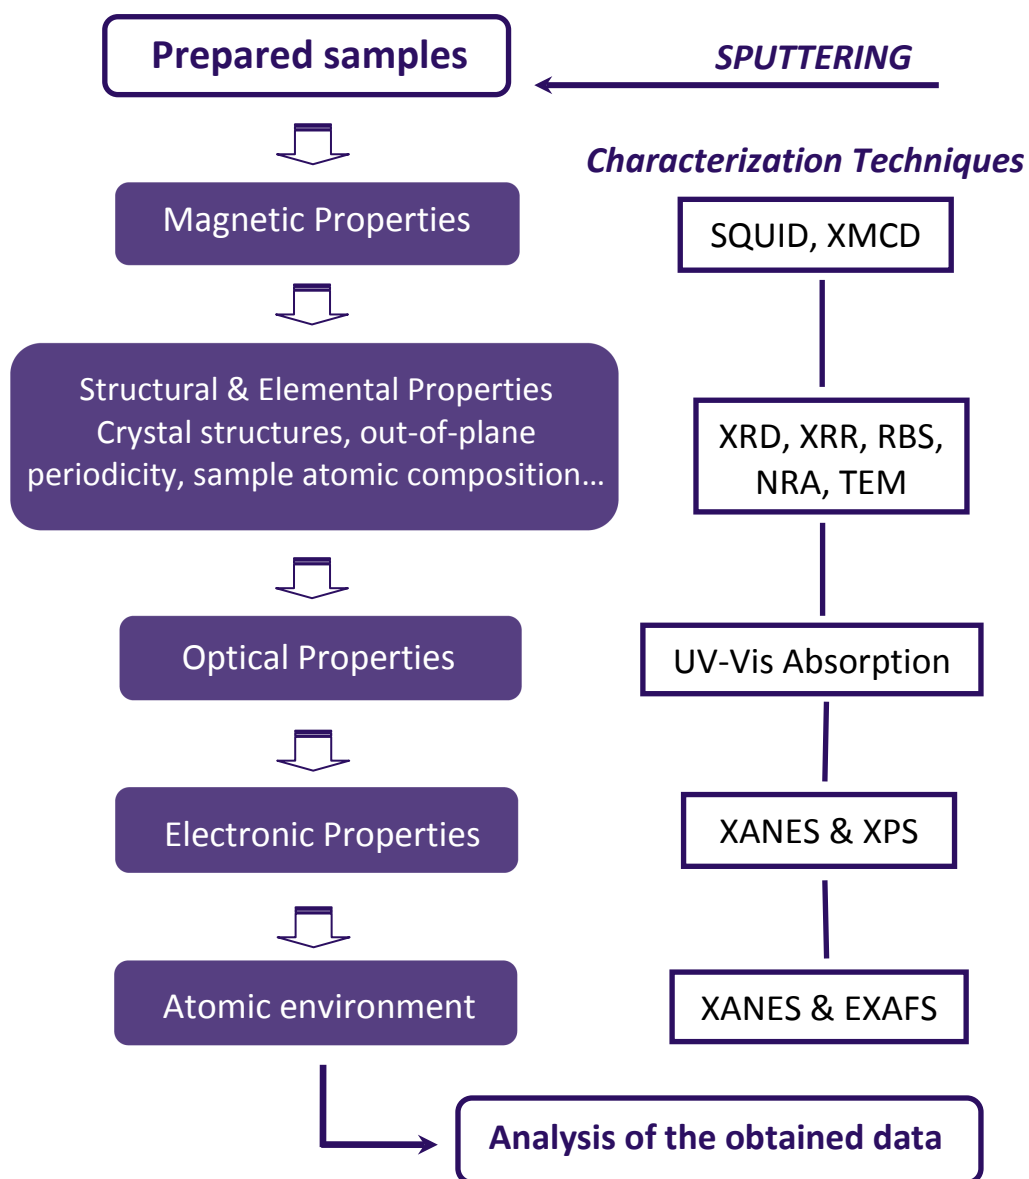 Prepared samples
SPUTTERING
Characterization Techniques
Magnetic Properties
SQUID, XMCD
Structural & Elemental Properties
Crystal structures, out-of-plane
periodicity, sample atomic composition…
XRD, XRR, RBS,
NRA, TEM
Optical Properties
UV-Vis Absorption
Electronic Properties
XANES & XPS
Atomic environment
XANES & EXAFS
Analysis of the obtained data